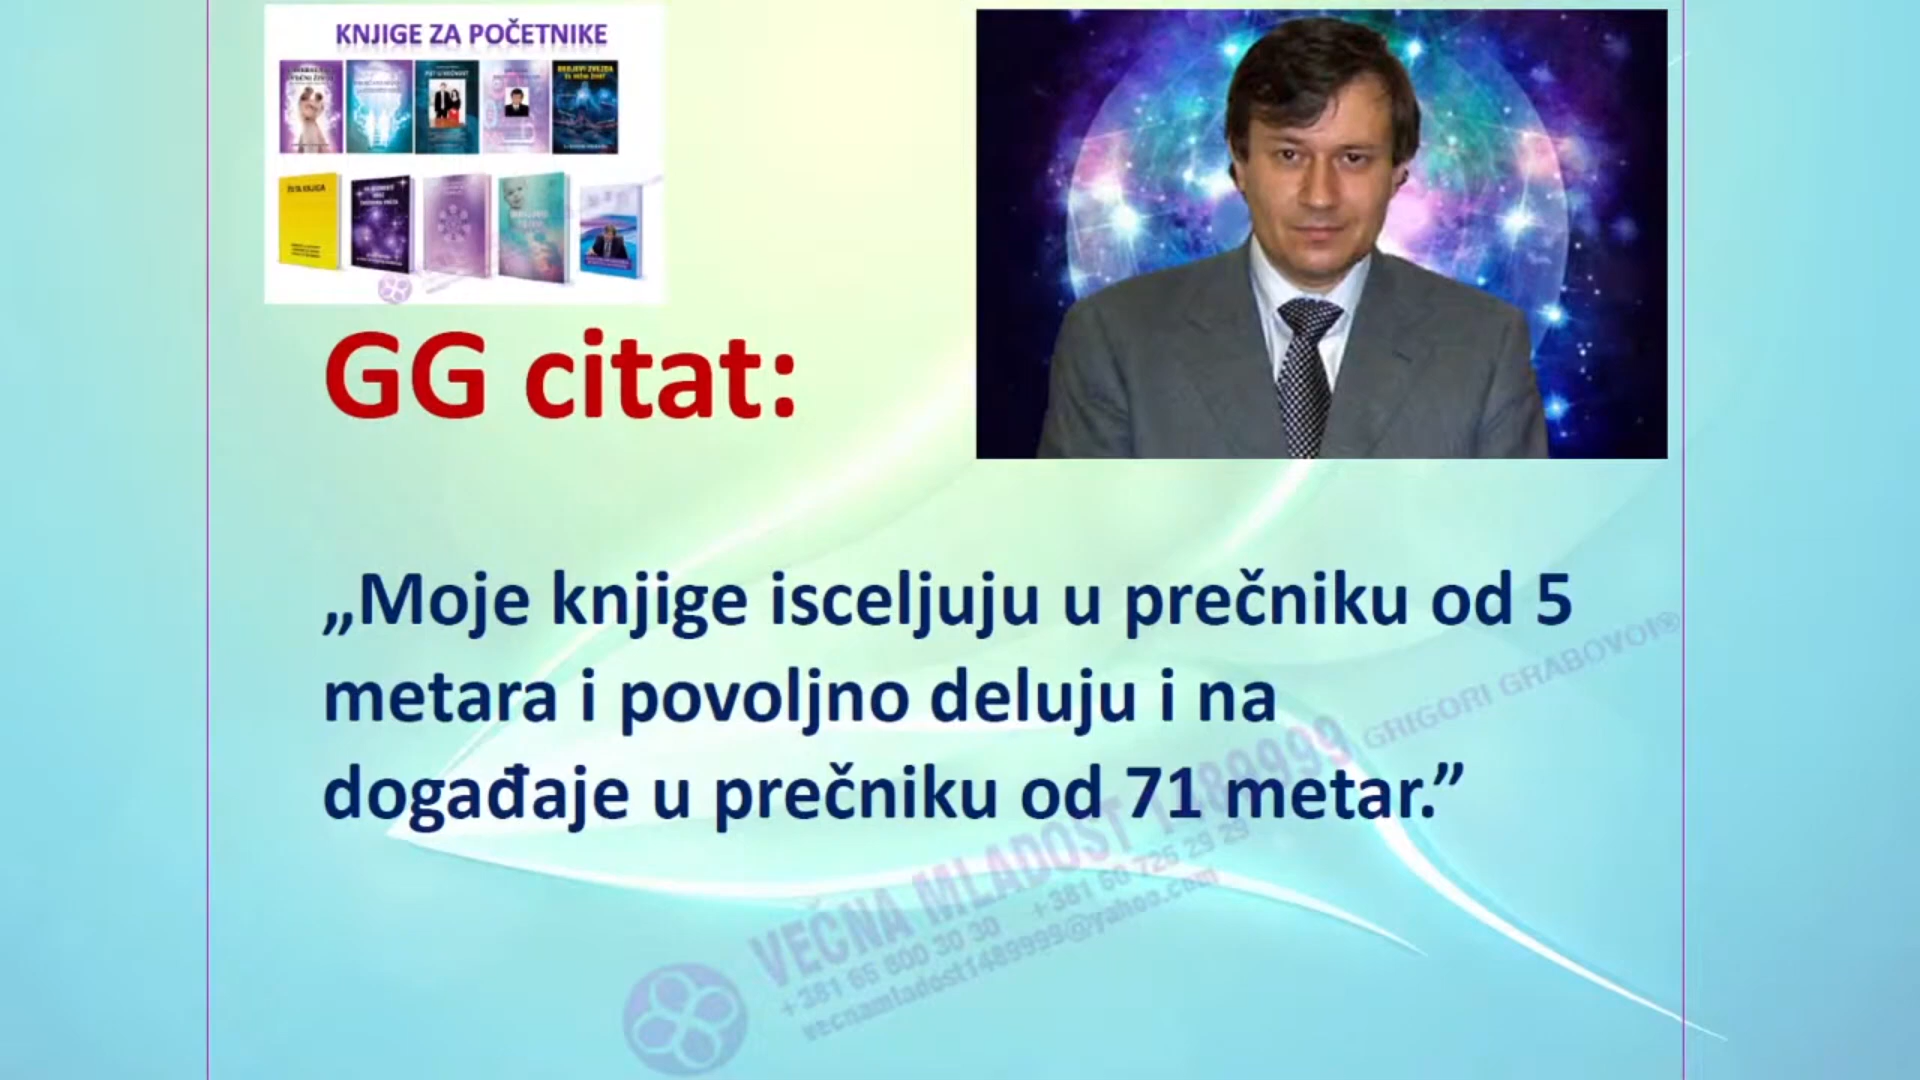 KNJIGE ZA POČETNIKE
ŽUTA KNJIGA
GG citat:
„Moje knjige isceljuju u prečniku od 5
metara i povoljno deluju i na
događaje u prečniku od 71 metar.”
GRIGORI GRABOVOI®
VEČNA MLADOST 1489999
+381 65 800 30 30 +381 60 725 29 29
vecnamladost1489999@yahoo.com